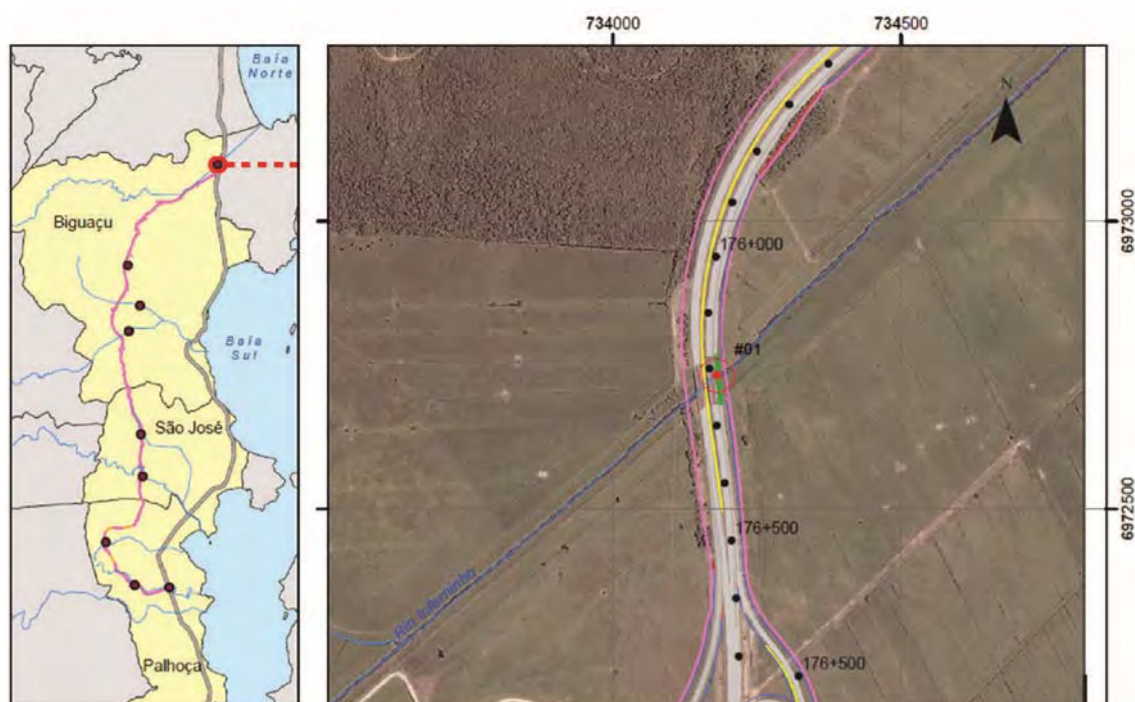 734000
734500
Baía
Norte
Biguaçu
Baía
Sul
São José
Palhoça
N
6973000
176+000
#01
6972500
176+500
Rio Inferninho
176+500